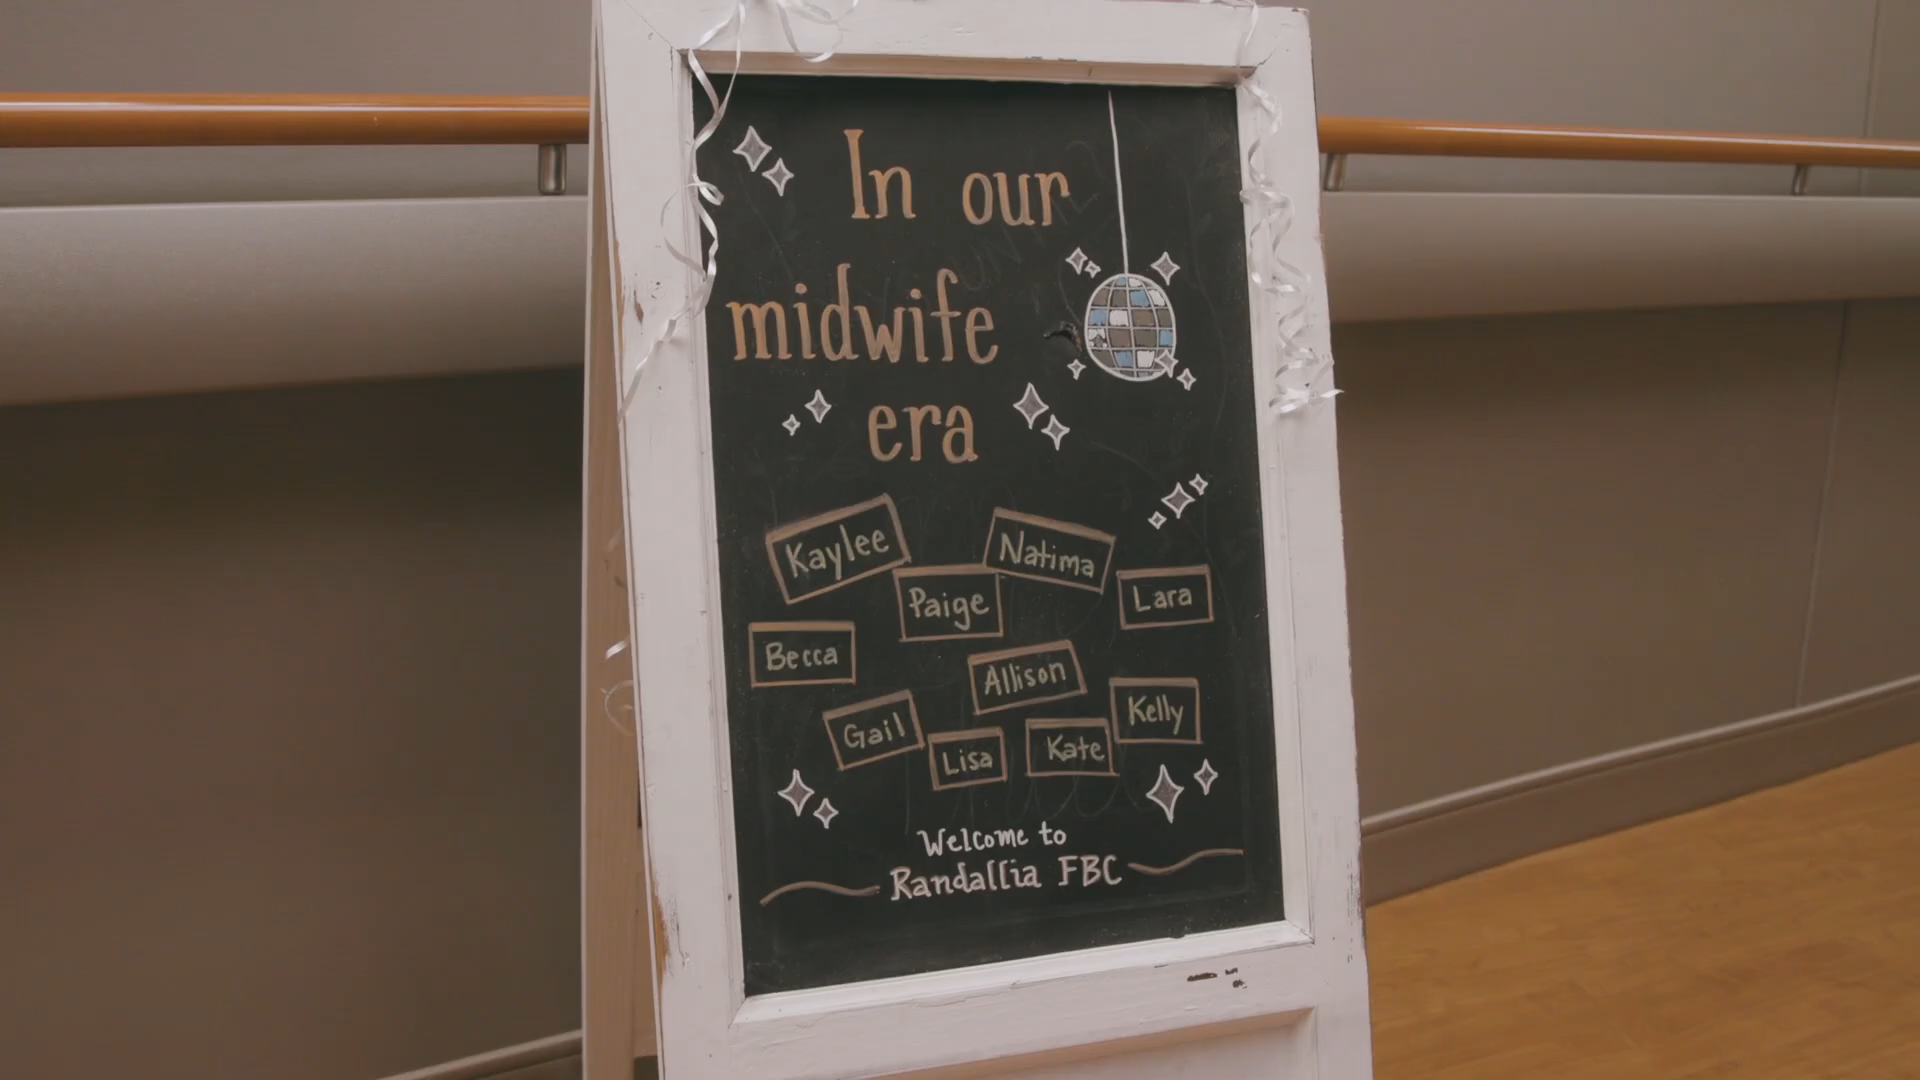 In our
midwife
era
Kaylee
Natima
Paige
Lara
Becca
Allison
Kelly
Gail
Lisa
Kate
Welcome to
Randallia FBC